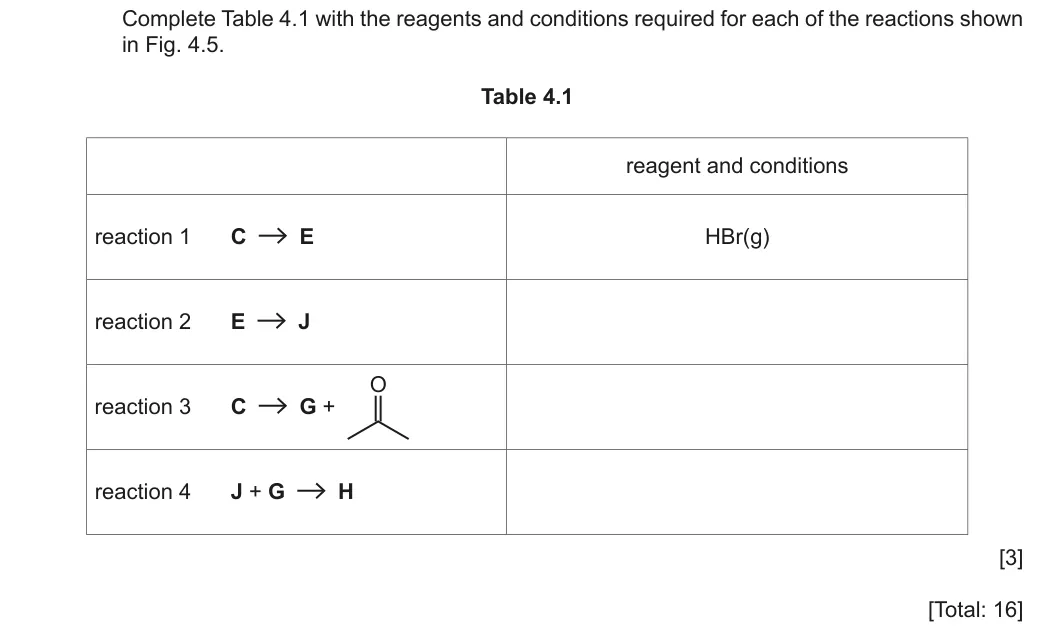 Complete Table 4.1 with the reagents and conditions required for each of the reactions shown
in Fig. 4.5.
Table 4.1
reagent and conditions
reaction 1 C → E HBr(g)
reaction 2 E → J
O
reaction 3 C → G +
reaction 4 J + G → H
[3]
[Total: 16]